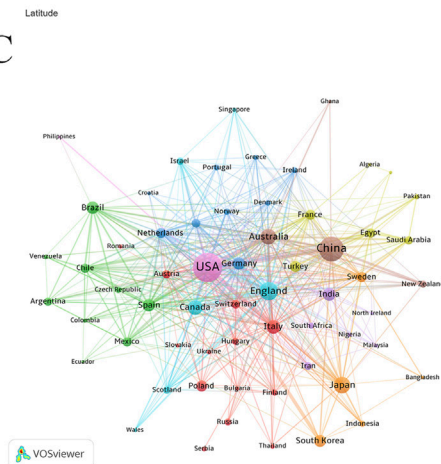 Latitude
C
Ghana
Singapore
Philippines
Israel
Greece
Portugal
Ireland
Algeria
Croatia
Denmark
Pakistan
Brazil
Norway
France
Netherlands
Australia
Egypt
Saudi Arabia
Romania
China
Venezuela
USA
Germany
Turkey
Chile
Austria
Sweden
New Zealan
Czech Republic
England
India
Argentina
Spain
Canada
Switzerland
North Ireland
Colombia
Italy
South Africa
Nigeria
Mexico
Slovakia
Hungary
Malaysia
Ukraine
Ecuador
Iran
Bangladesh
Scotland
Poland
Bulgaria
Finland
Japan
Wales
Russia
Indonesia
Serbia
Thailand
South Korea
VOSviewer